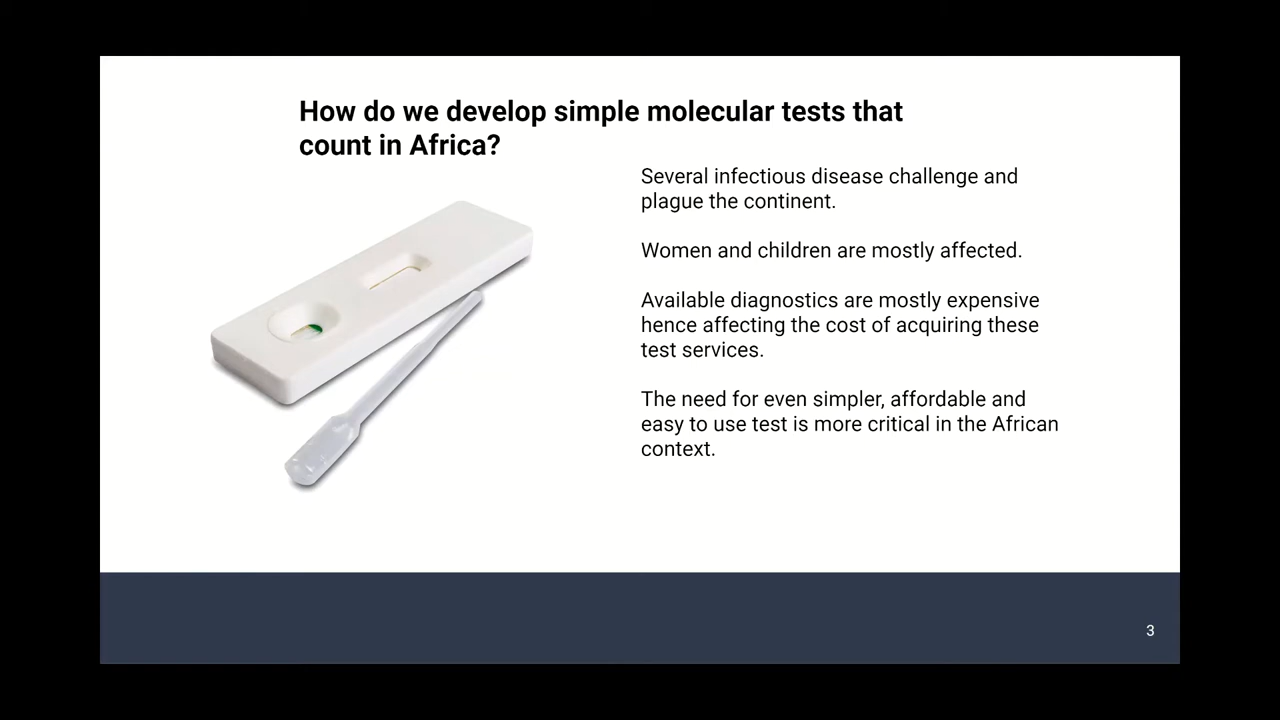 How do we develop simple molecular tests that
count in Africa?
Several infectious disease challenge and
plague the continent.
Women and children are mostly affected.
Available diagnostics are mostly expensive
hence affecting the cost of acquiring these
test services.
The need for even simpler, affordable and
easy to use test is more critical in the African
context.
3